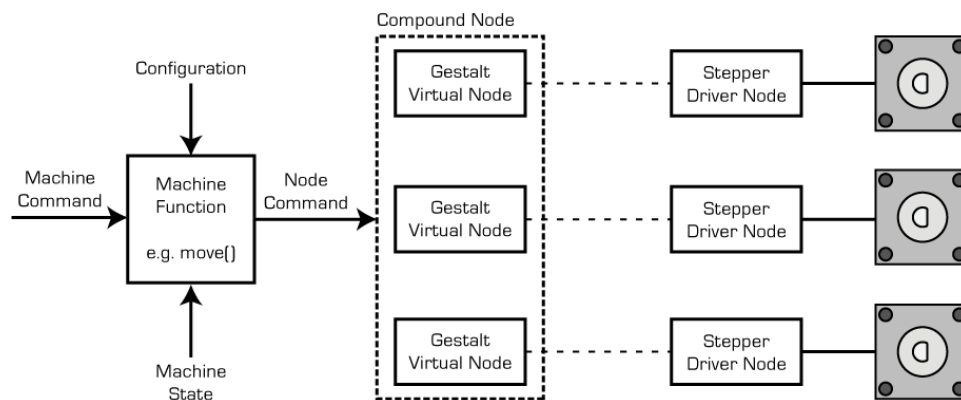 Compound Node
Configuration
Machine
Command
Machine
Function
e.g. move()
Node
Command
Machine
State
Gestalt
Virtual Node
Stepper
Driver Node
Gestalt
Virtual Node
Stepper
Driver Node
Gestalt
Virtual Node
Stepper
Driver Node